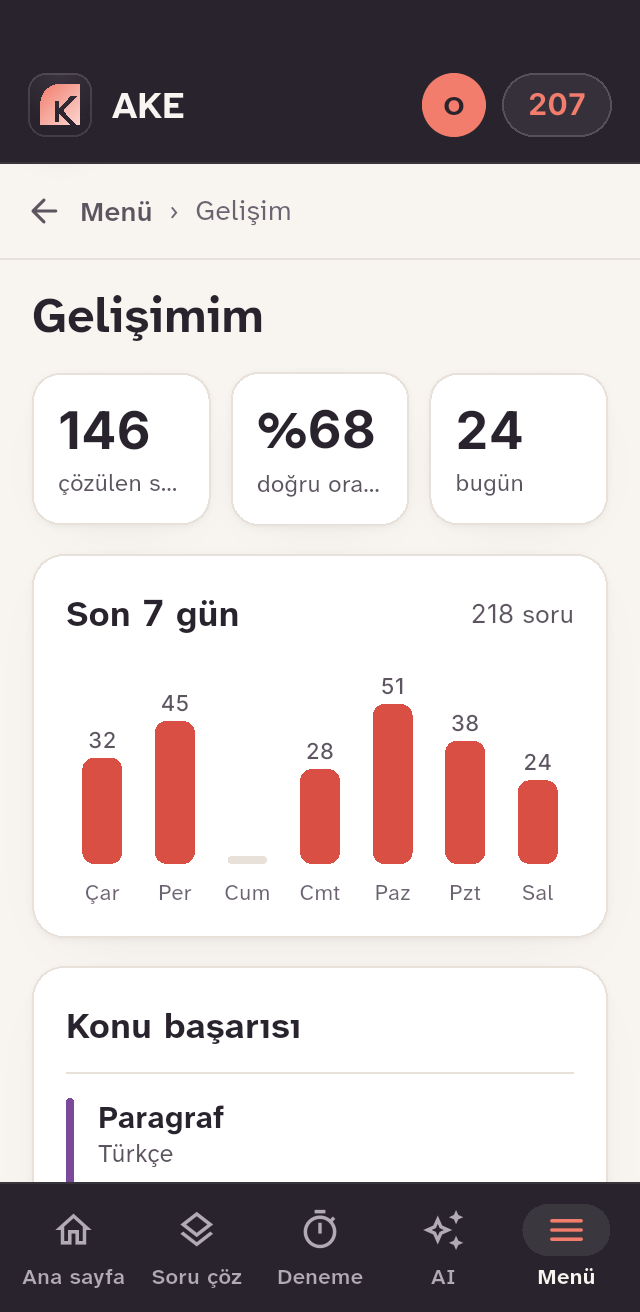 K AKE O 207
Menü › Gelişim
Gelişimim
146 %68 24
çözülen s... doğru ora... bugün
Son 7 gün 218 soru
32 45 28 51 38 24
Çar Per Cum Cmt Paz Pzt Sal
Konu başarısı
Paragraf
Türkçe
Ana sayfa Soru çöz Deneme AI Menü